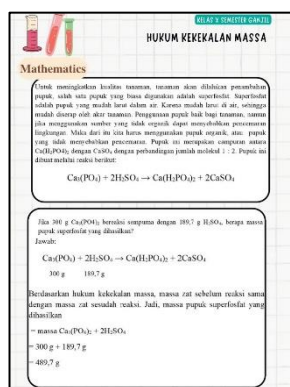 KELAS X SEMESTER GANJIL
HUKUM KEKEKALAN MASSA
Mathematics
Untuk meningkatkan kualitas tanaman, tanaman akan dilakukan penambahan
pupuk, salah satu pupuk yang biasa digunakan adalah superfosfat. Superfosfat
adalah pupuk yang mudah larut dalam air. Karena mudah larut di air, sehingga
mudah diserap oleh akar tanaman. Penggunaan pupuk baik bagi tanaman, namun
jika menggunakan sumber yang tidak organik dapat menyebabkan pencemaran
lingkungan. Maka dari itu kita harus menggunakan pupuk organik, atau pupuk
yang tidak menyebabkan pencemaran. Pupuk ini merupakan campuran antara
Ca(H₂PO₄)₂ dengan CaSO₄ dengan perbandingan jumlah molekul 1 : 2. Pupuk ini
dibuat melalui reaksi berikut:
Ca₃(PO₄) + 2H₂SO₄ → Ca(H₂PO₄)₂ + 2CaSO₄
Jika 300 g Ca₃(PO4)₂ bereaksi sempurna dengan 189,7 g H₂SO₄, berapa massa
pupuk superfosfat yang dihasilkan?
Jawab:
Ca₃(PO₄) + 2H₂SO₄ → Ca(H₂PO₄)₂ + 2CaSO₄
300 g 189,7 g
Berdasarkan hukum kekekalan massa, massa zat sebelum reaksi sama
dengan massa zat sesudah reaksi. Jadi, massa pupuk superfosfat yang
dihasilkan
= massa Ca₃(PO₄)₂ + 2H₂SO₄
= 300 g + 189,7 g
= 489,7 g